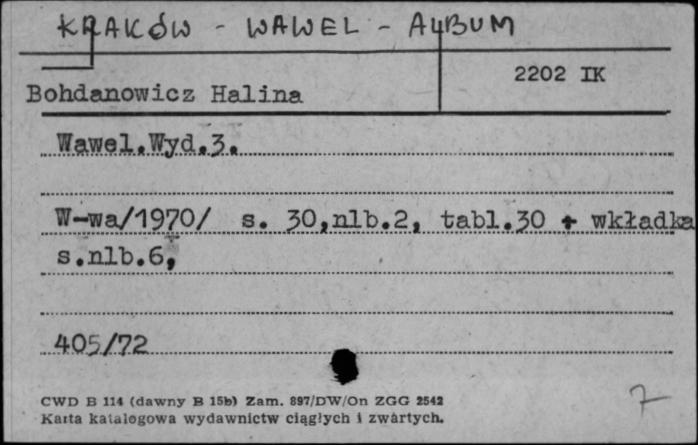 KRAKÓW - WAWEL - ALBUM
2202 IK
Bohdanowicz Halina
Wawel.Wyd.3.
W-wa/1970/ s. 30,nlb.2, tabl.30 + wkładka
s.nlb.6,
405/72
7
CWD B 114 (dawny B 15b) Zam. 897/DW/On ZGG 2542
Karta katalogowa wydawnictw ciągłych i zwartych.